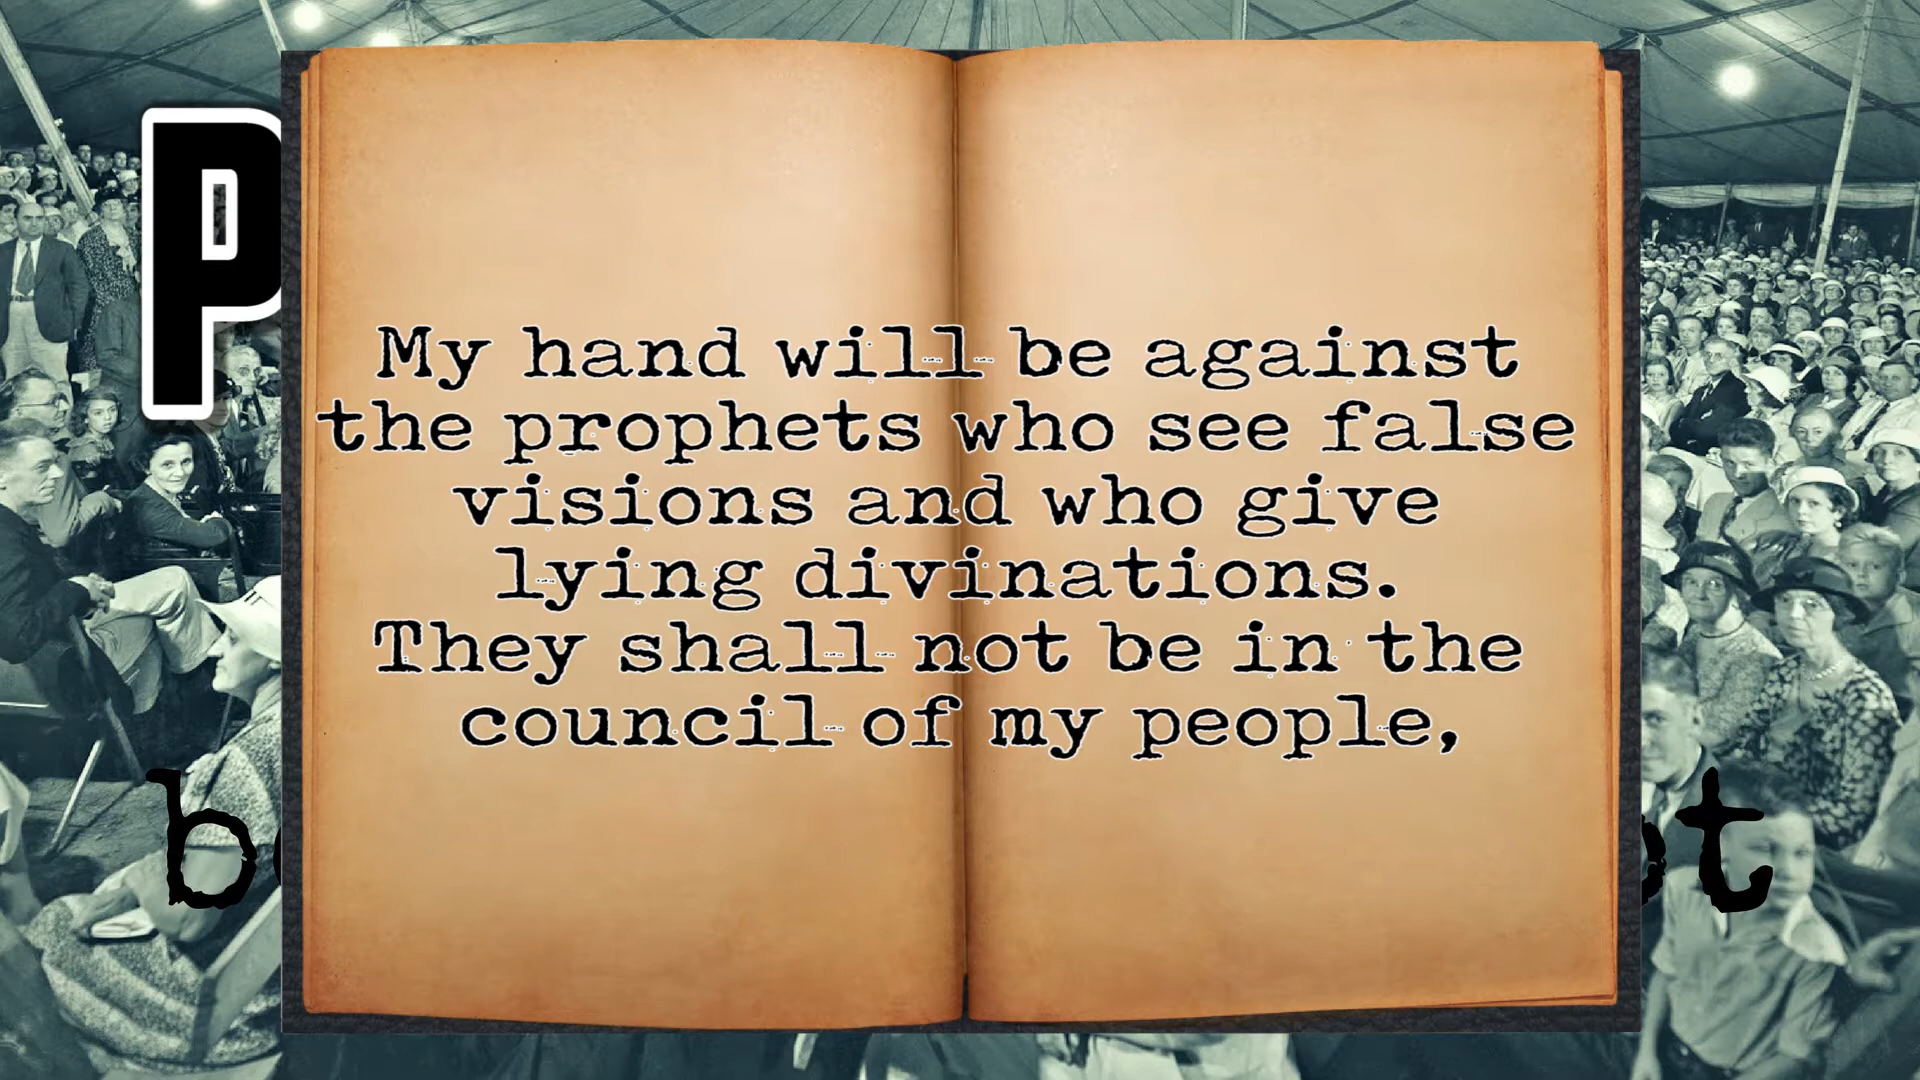 P
My hand will be against
the prophets who see false
visions and who give
lying divinations.
They shall not be in the
council of my people,